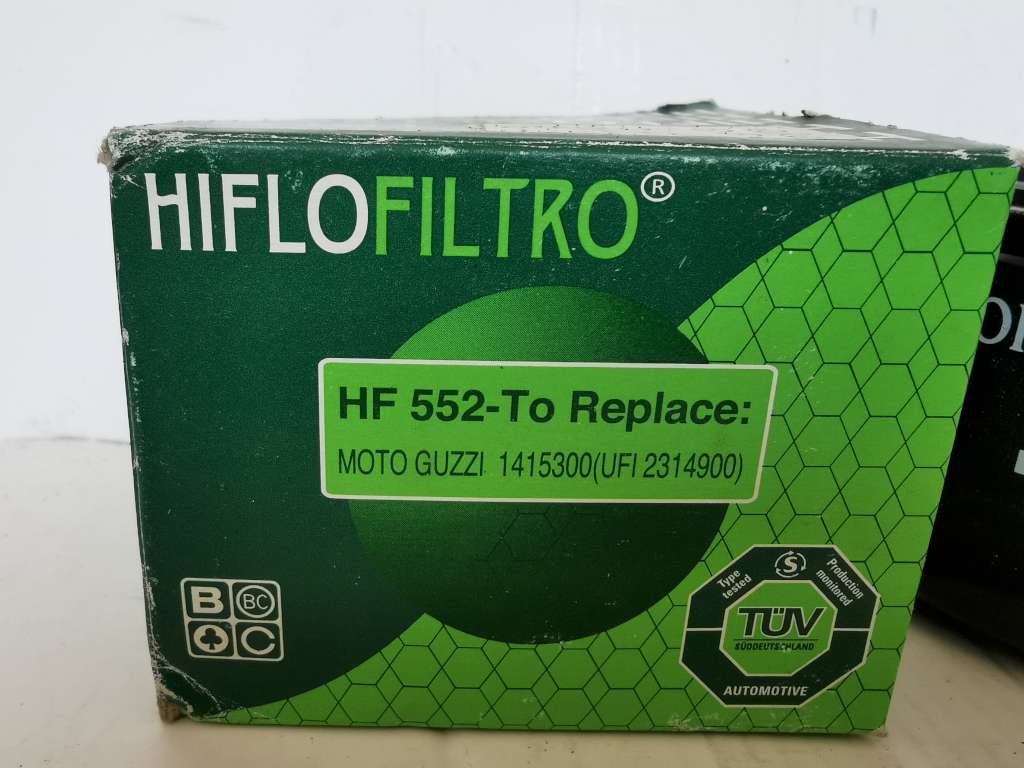 HIFLOFILTRO®
HF 552-To Replace:
MOTO GUZZI 1415300(UFI 2314900)
B BC
C
Type tested
S
Production monitored
TÜV
SÜDDEUTSCHLAND
AUTOMOTIVE